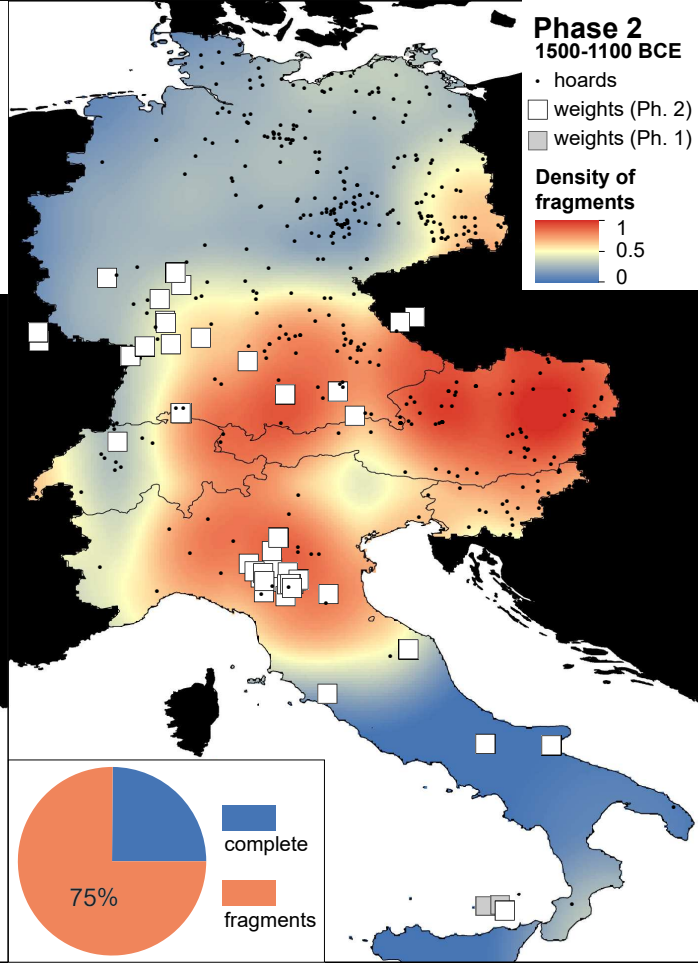 Phase 2
1500-1100 BCE
hoards
weights (Ph. 2)
weights (Ph. 1)
Density of
fragments
1
0.5
0
complete
75%
fragments